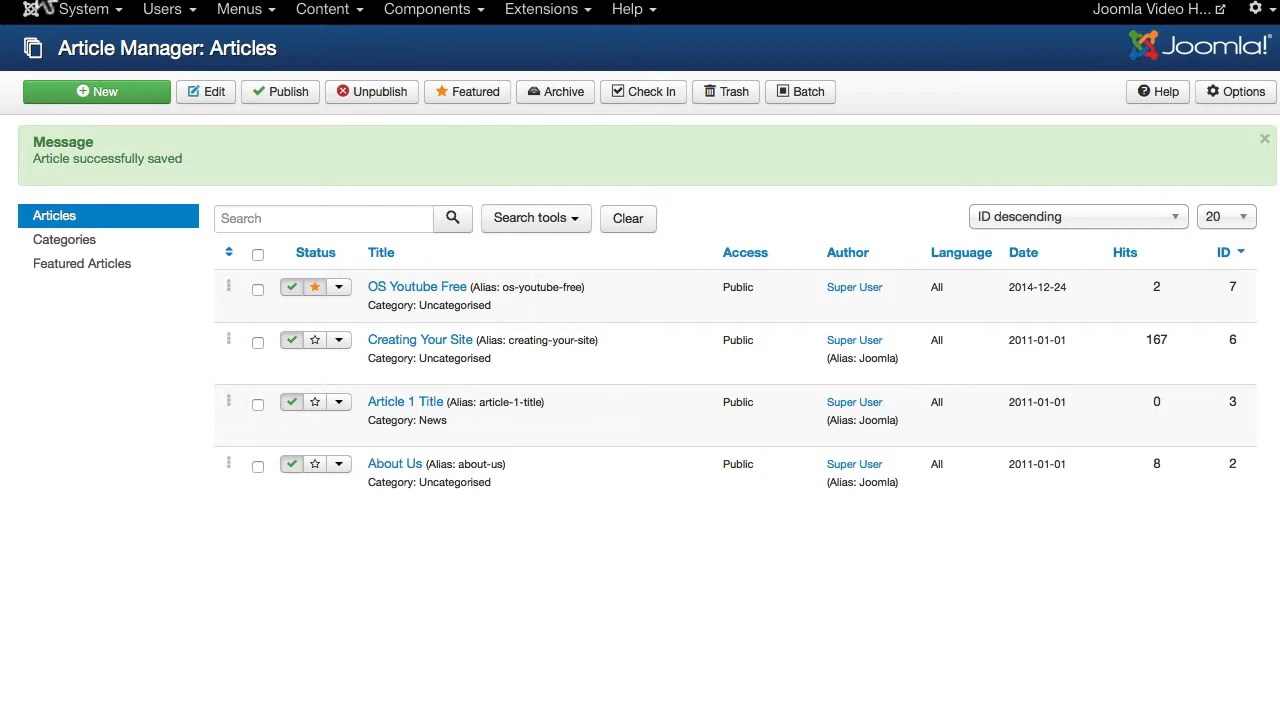 System Users Menus Content Components Extensions Help Joomla Video H...
Article Manager: Articles Joomla!®
New Edit Publish Unpublish Featured Archive Check In Trash Batch Help Options
Message
Article successfully saved
×
Articles
Categories
Featured Articles
Search Search tools Clear ID descending 20
Status Title Access Author Language Date Hits ID
OS Youtube Free (Alias: os-youtube-free) Public Super User All 2014-12-24 2 7
Category: Uncategorised
Creating Your Site (Alias: creating-your-site) Public Super User All 2011-01-01 167 6
Category: Uncategorised (Alias: Joomla)
Article 1 Title (Alias: article-1-title) Public Super User All 2011-01-01 0 3
Category: News (Alias: Joomla)
About Us (Alias: about-us) Public Super User All 2011-01-01 8 2
Category: Uncategorised (Alias: Joomla)